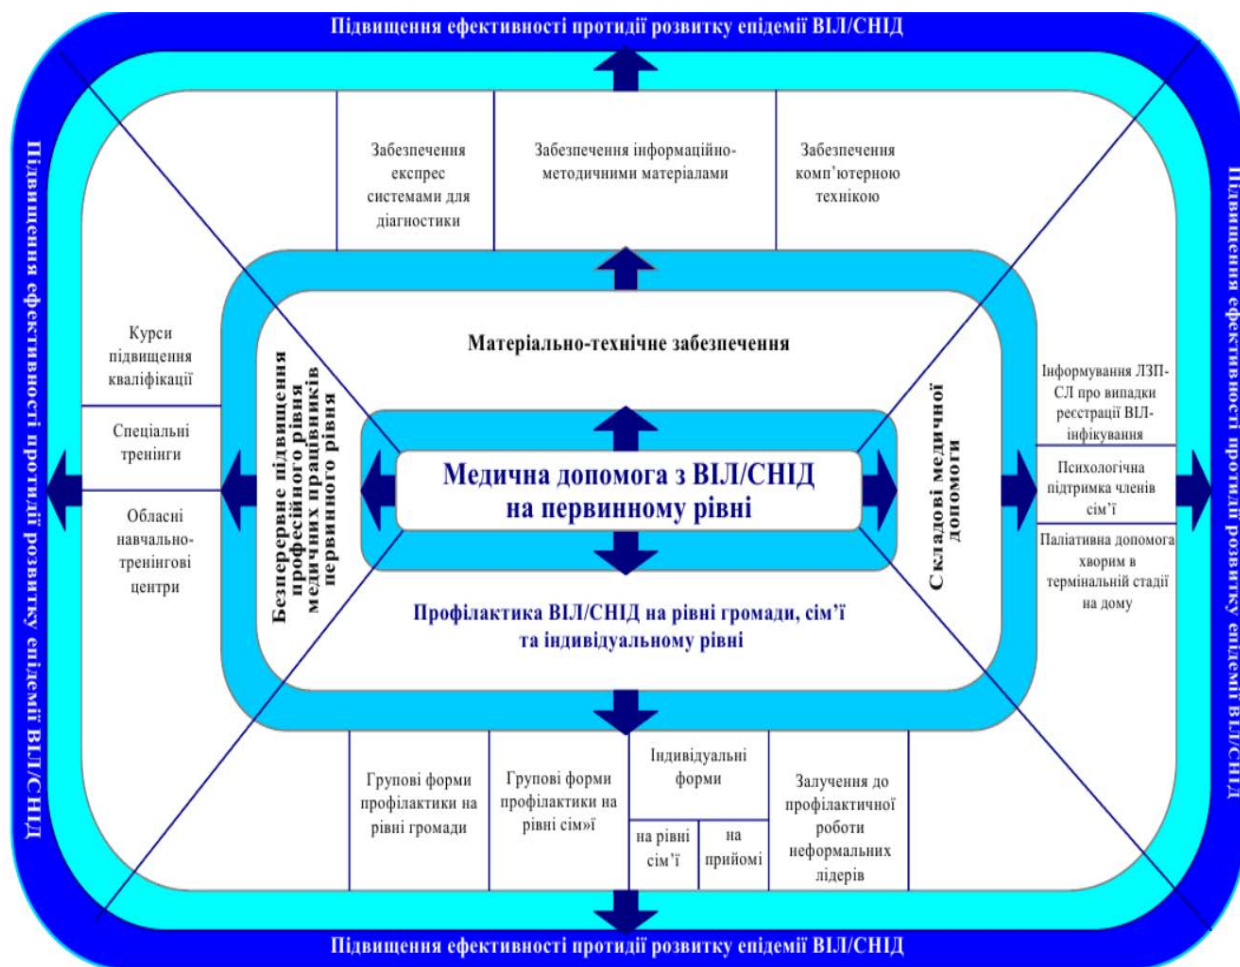 Підвищення ефективності протидії розвитку епідемії ВІЛ/СНІД
Підвищення ефективності протидії розвитку епідемії ВІЛ/СНІД
Забезпечення
експрес
системами для
діагностики
Забезпечення інформаційно-
методичними матеріалами
Забезпечення
комп’ютерною
технікою
Матеріально-технічне забезпечення
Курси
підвищення
кваліфікації
Спеціальні
тренінги
Обласні
навчально-
тренінгові
центри
Безперервне підвищення
професійного рівня
медичних працівників
первинного рівня
Медична допомога з ВІЛ/СНІД
на первинному рівні
Складові медичної
допомоги
Інформування ЛЗП-
СЛ про випадки
реєстрації ВІЛ-
інфікування
Психологічна
підтримка членів
сім’ї
Паліативна допомога
хворим в
термінальній стадії
на дому
Підвищення ефективності протидії розвитку епідемії ВІЛ/СНІД
Профілактика ВІЛ/СНІД на рівні громади, сім’ї
та індивідуальному рівні
Групові форми
профілактики на
рівні громади
Групові форми
профілактики на
рівні сім»ї
Індивідуальні
форми
на рівні
сім’ї
на
прийомі
Залучення до
профілактичної
роботи
неформальних
лідерів
Підвищення ефективності протидії розвитку епідемії ВІЛ/СНІД